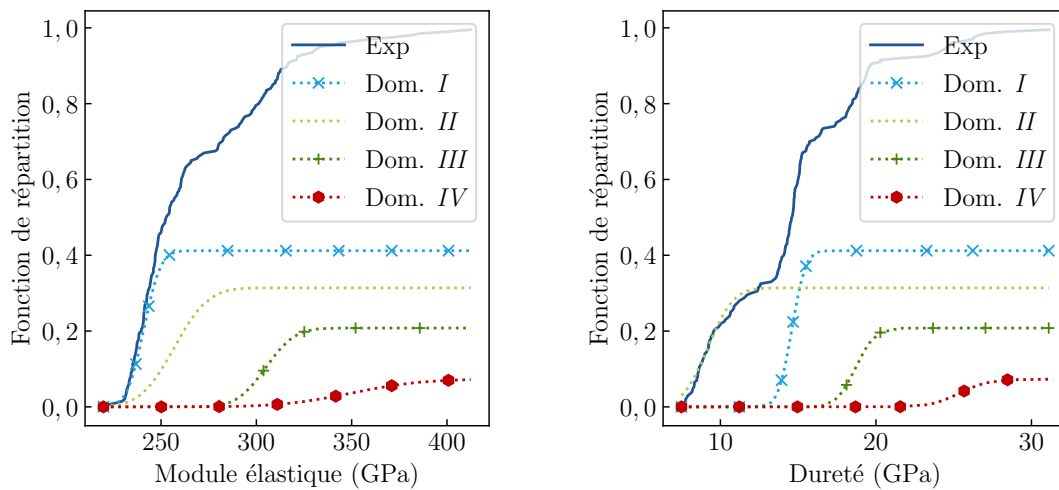 Fonction de répartition
1, 0
0, 8
0, 6
0, 4
0, 2
0, 0
Exp
Dom. I
Dom. II
Dom. III
Dom. IV
250 300 350 400
Module élastique (GPa)
Fonction de répartition
1, 0
0, 8
0, 6
0, 4
0, 2
0, 0
Exp
Dom. I
Dom. II
Dom. III
Dom. IV
10 20 30
Dureté (GPa)